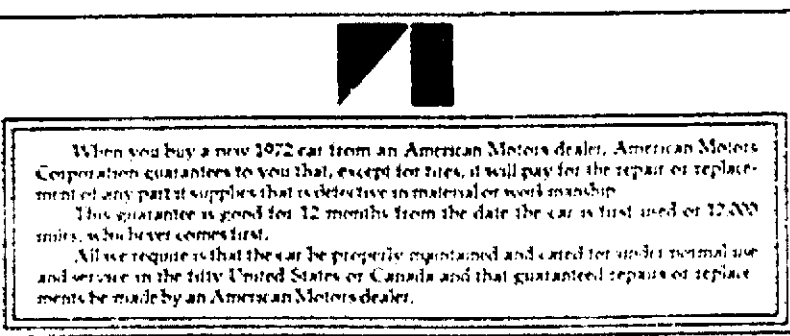 When you buy a new 1972 car from an American Motors dealer, American Motors
Corporation guarantees to you that, except for tires, it will pay for the repair or replace-
ment of any part it supplies that is defective in material or workmanship.
This guarantee is good for 12 months from the date the car is first used or 12,000
miles, whichever comes first.
All we require is that the car be properly maintained and cared for under normal use
and service in the fifty United States or Canada and that guaranteed repairs or replace-
ments be made by an American Motors dealer.